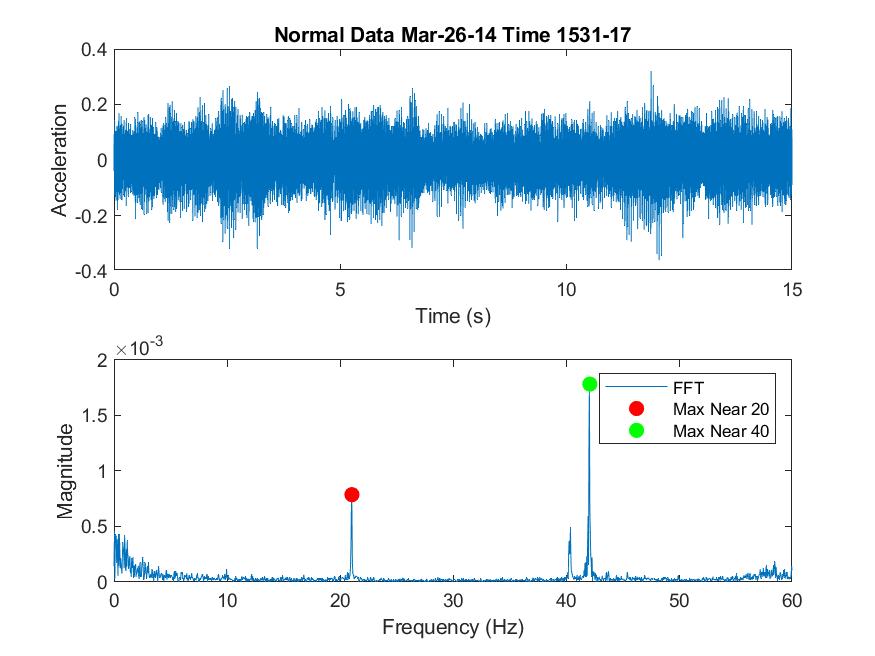 Normal Data Mar-26-14 Time 1531-17
0.4
0.2
0
-0.2
-0.4
Acceleration
0 5 10 15
Time (s)
×10-3
2
1.5
1
0.5
0
Magnitude
FFT
Max Near 20
Max Near 40
0 10 20 30 40 50 60
Frequency (Hz)